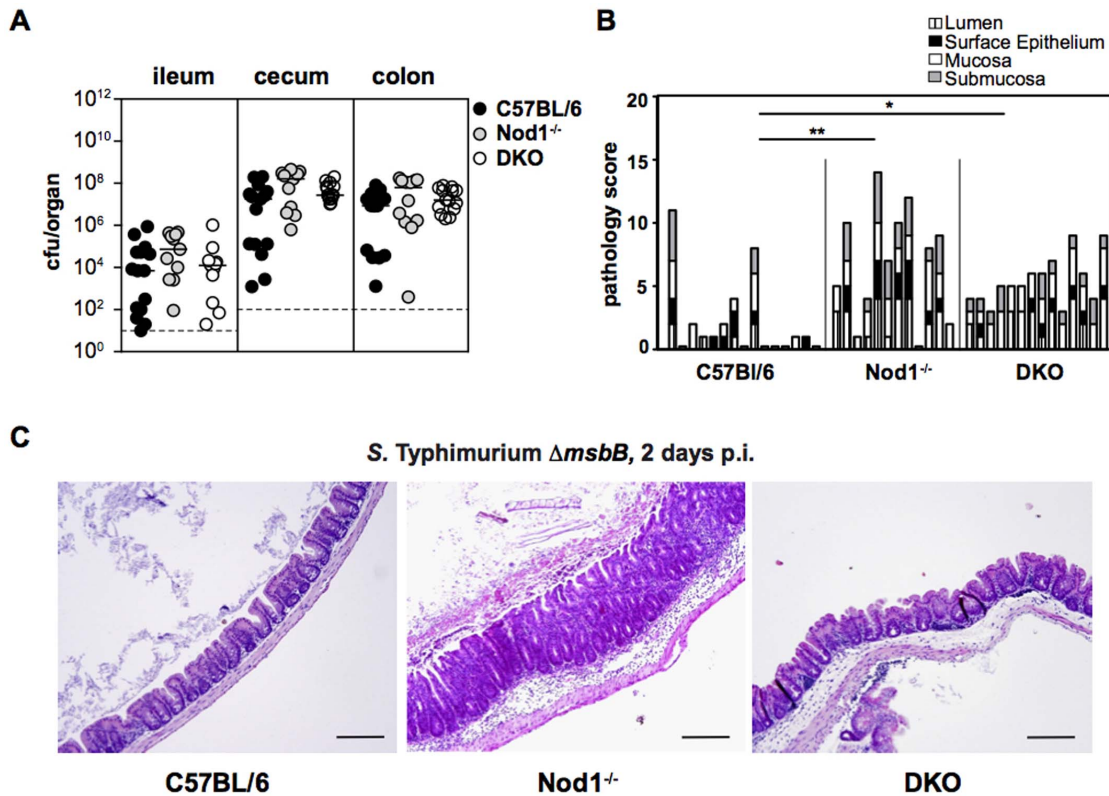 A
ileum cecum colon
10¹²
10¹⁰
10⁸
10⁶
10⁴
10²
10⁰
cfu/organ
C57BL/6
Nod1⁻/⁻
DKO
B
Lumen
Surface Epithelium
Mucosa
Submucosa
20
15
10
5
0
pathology score
*
**
C57Bl/6 Nod1⁻/⁻ DKO
C
S. Typhimurium ΔmsbB, 2 days p.i.
C57BL/6 Nod1⁻/⁻ DKO